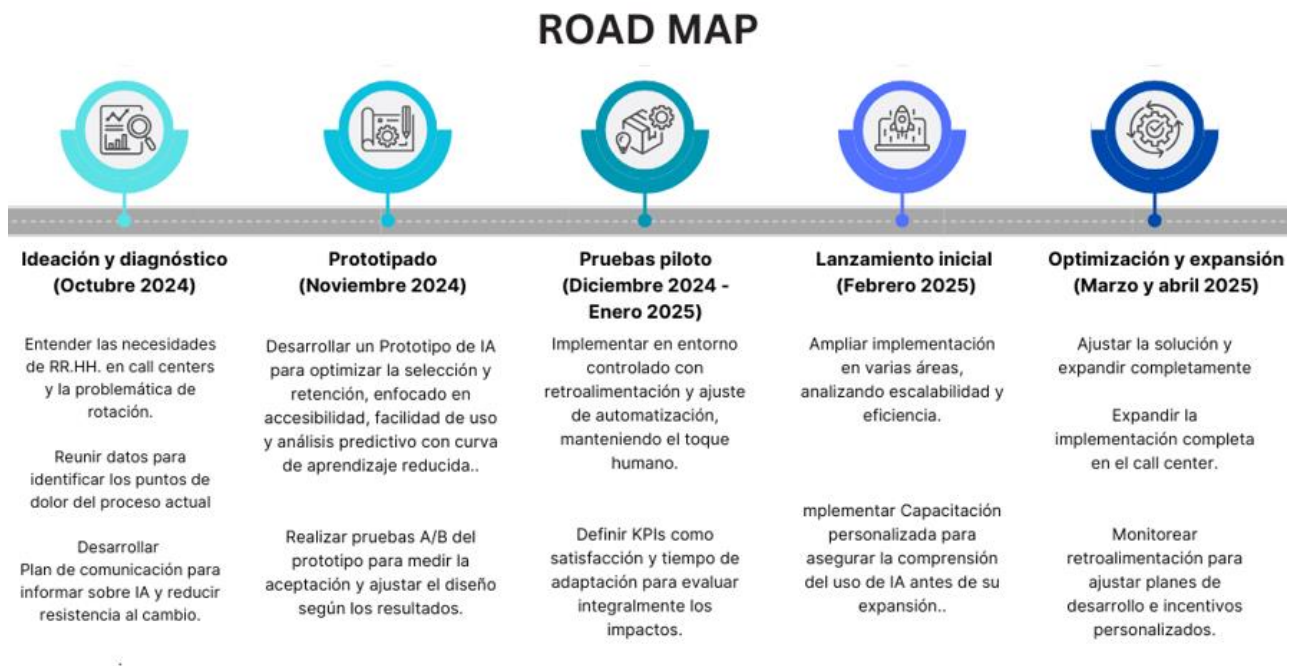 ROAD MAP
Ideación y diagnóstico
(Octubre 2024)
Entender las necesidades
de RR.HH. en call centers
y la problemática de
rotación.
Reunir datos para
identificar los puntos de
dolor del proceso actual
Desarrollar
Plan de comunicación para
informar sobre IA y reducir
resistencia al cambio.
.
Prototipado
(Noviembre 2024)
Desarrollar un Prototipo de IA
para optimizar la selección y
retención, enfocado en
accesibilidad, facilidad de uso
y análisis predictivo con curva
de aprendizaje reducida..
Realizar pruebas A/B del
prototipo para medir la
aceptación y ajustar el diseño
según los resultados.
Pruebas piloto
(Diciembre 2024 -
Enero 2025)
Implementar en entorno
controlado con
retroalimentación y ajuste
de automatización,
manteniendo el toque
humano.
Definir KPIs como
satisfacción y tiempo de
adaptación para evaluar
integralmente los
impactos.
Lanzamiento inicial
(Febrero 2025)
Ampliar implementación
en varias áreas,
analizando escalabilidad y
eficiencia.
mplementar Capacitación
personalizada para
asegurar la comprensión
del uso de IA antes de su
expansión..
Optimización y expansión
(Marzo y abril 2025)
Ajustar la solución y
expandir completamente
Expandir la
implementación completa
en el call center.
Monitorear
retroalimentación para
ajustar planes de
desarrollo e incentivos
personalizados.